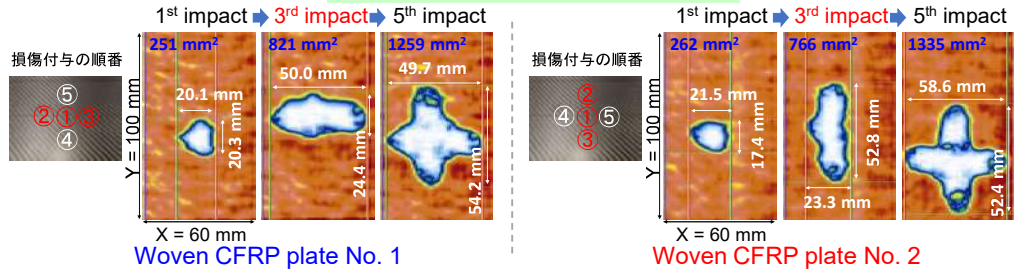 1st impact → 3rd impact → 5th impact
損傷付与の順番
⑤
②①③
④
Y = 100 mm
251 mm²
20.1 mm
20.3 mm
821 mm²
50.0 mm
24.4 mm
1259 mm²
49.7 mm
54.2 mm
X = 60 mm
Woven CFRP plate No. 1
1st impact → 3rd impact → 5th impact
損傷付与の順番
②
④①⑤
③
Y = 100 mm
262 mm²
21.5 mm
17.4 mm
766 mm²
52.8 mm
23.3 mm
1335 mm²
58.6 mm
52.4 mm
X = 60 mm
Woven CFRP plate No. 2